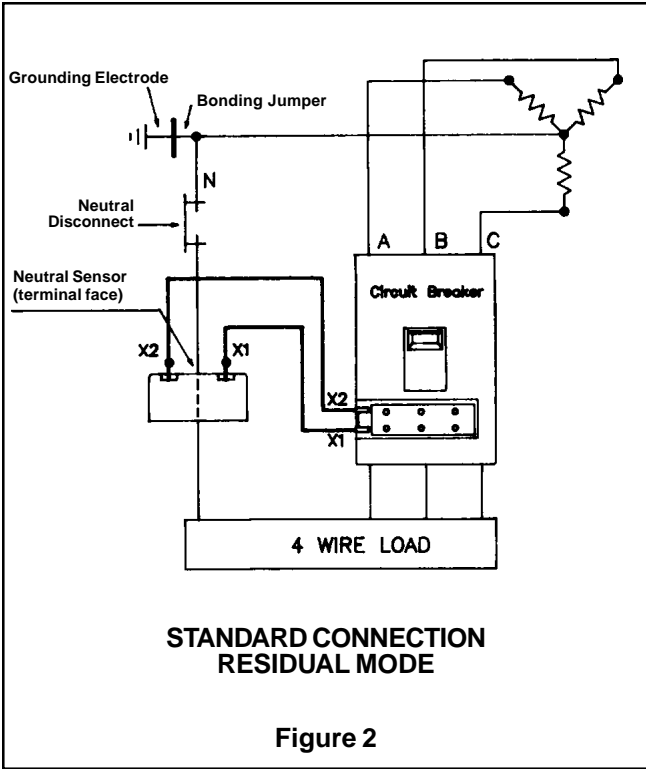 Grounding Electrode
Bonding Jumper
N
Neutral
Disconnect
A B C
Neutral Sensor
(terminal face)
Circuit Breaker
X2 X1
X2
X1
4 WIRE LOAD
STANDARD CONNECTION
RESIDUAL MODE
Figure 2